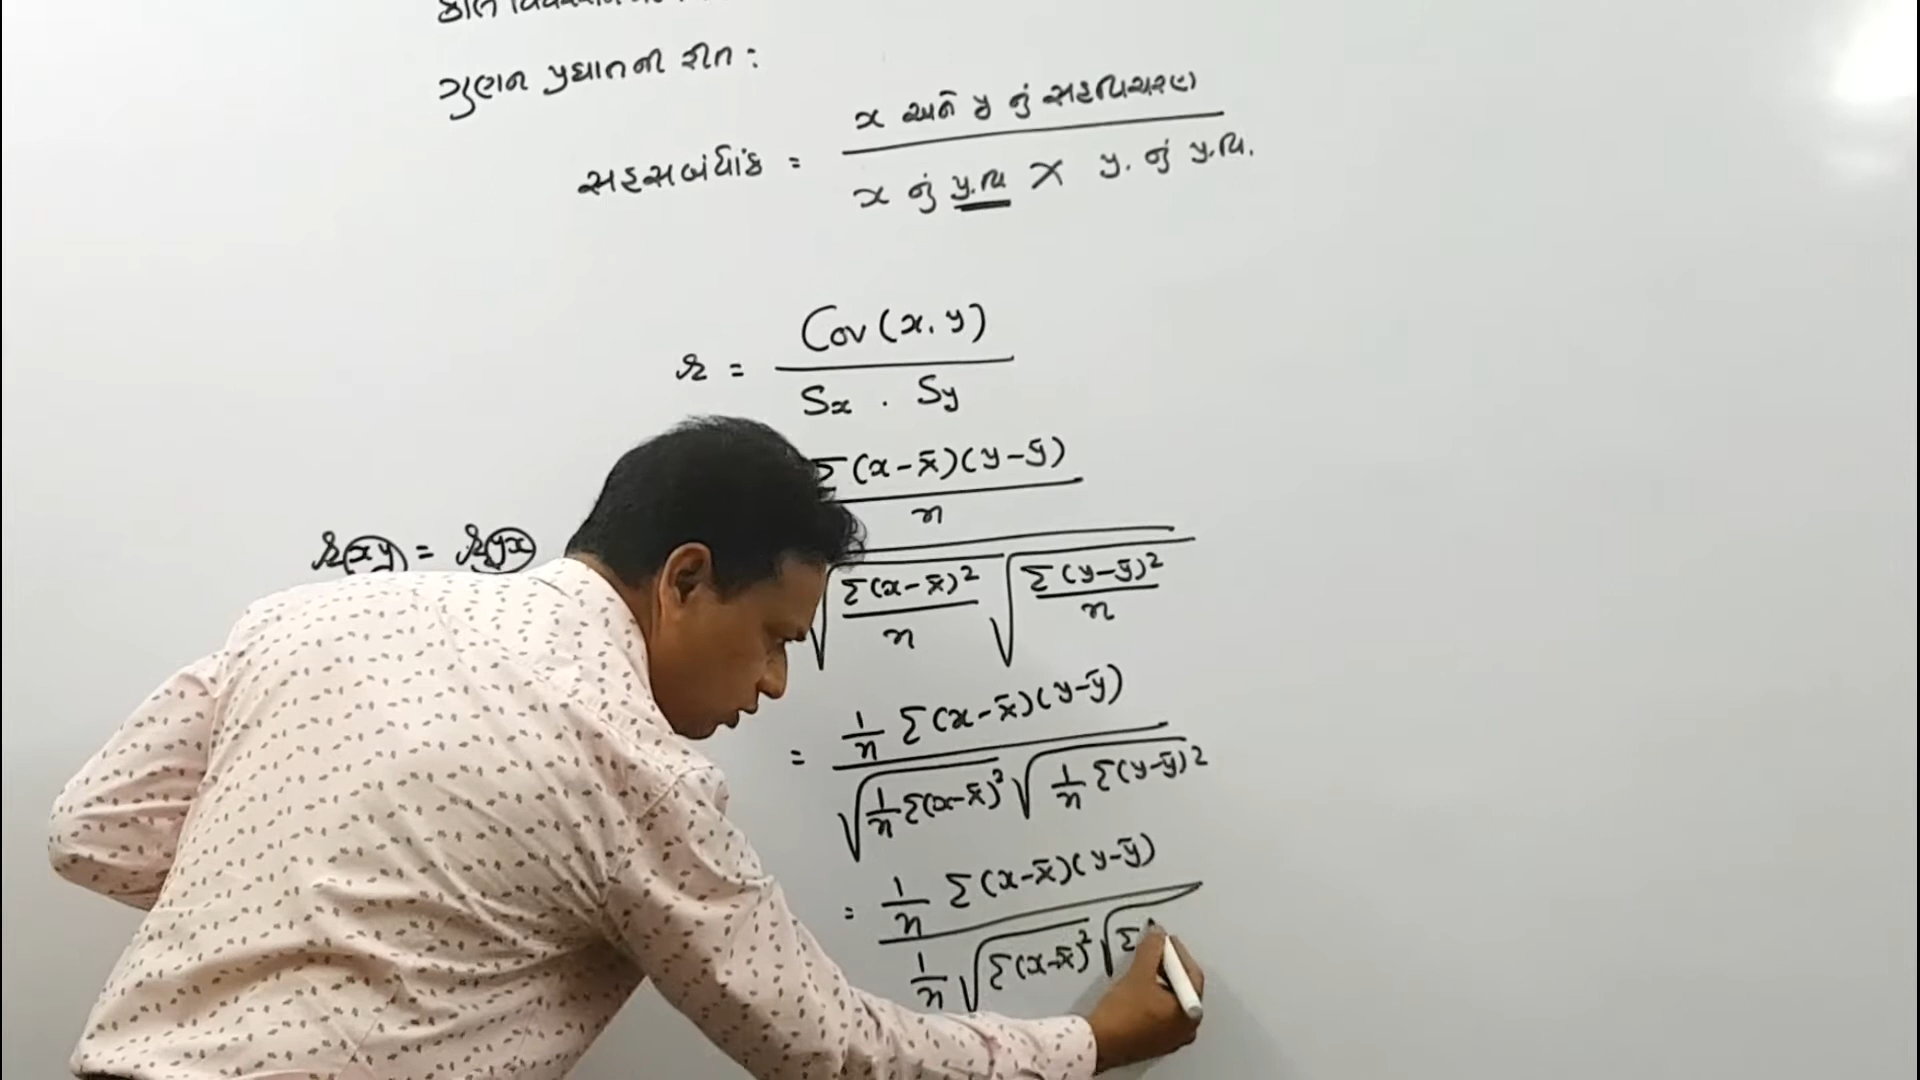 કાર્લ
ગુણન પ્રઘાતની રીત :
સહસંબંધાંક = x અને y નું સહવિચરણ / x નું પ્ર.વિ × y. નું પ્ર.વિ.
r = Cov (x, y) / Sx . Sy
Σ (x - x̄)(y - ȳ) / n
r(xy) = r(yx)
√(Σ(x - x̄)² / n) √(Σ(y - ȳ)² / n)
= 1/n Σ(x - x̄)(y - ȳ) / √(1/n Σ(x - x̄)²) √(1/n Σ(y - ȳ)²)
= 1/n Σ(x - x̄)(y - ȳ) / 1/n √(Σ(x - x̄)²) √Σ